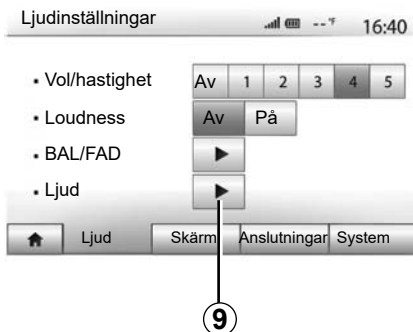 Ljudinställningar --°F 16:40
• Vol/hastighet Av 1 2 3 4 5
• Loudness Av På
• BAL/FAD
• Ljud
Ljud Skärm Anslutningar System
9